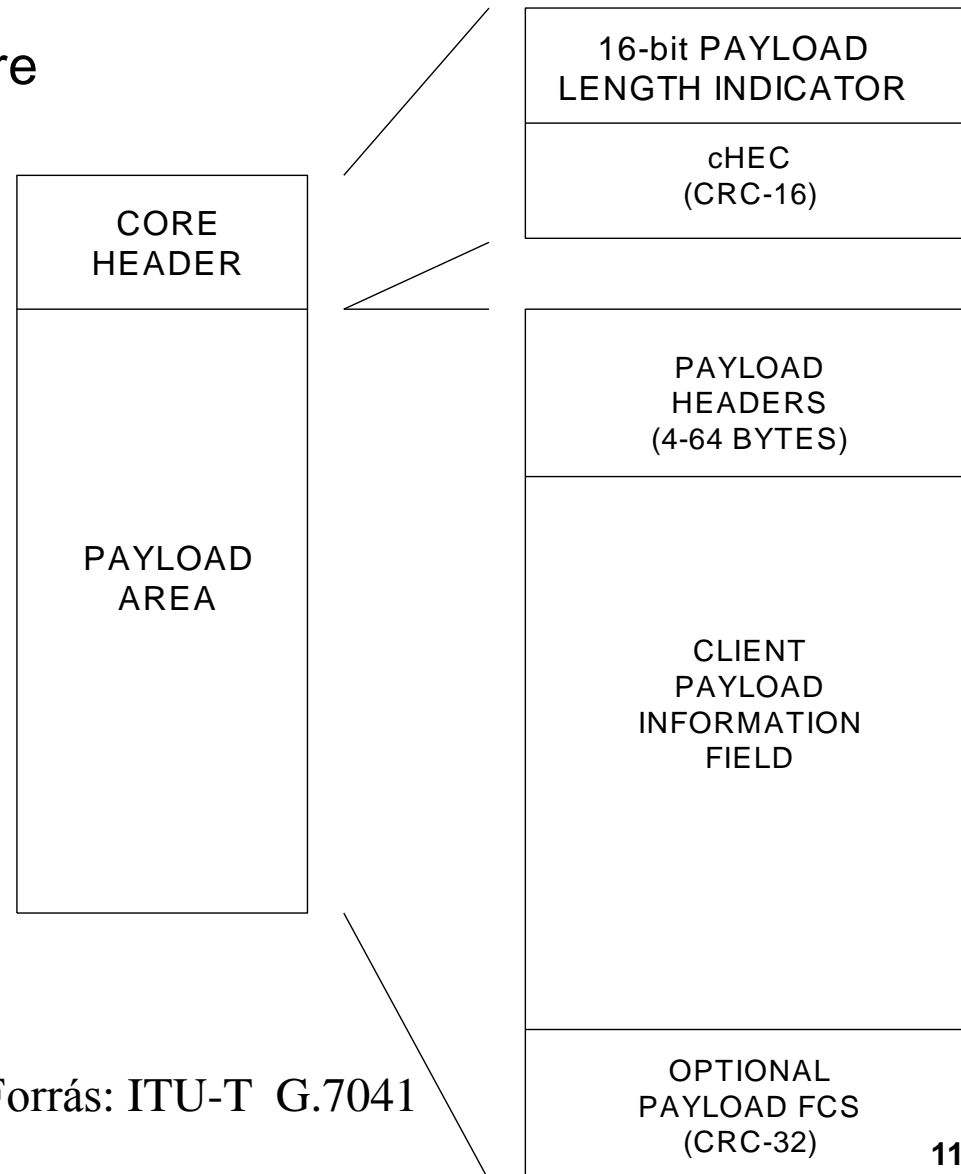 16-bit PAYLOAD
LENGTH INDICATOR
cHEC
(CRC-16)
CORE
HEADER
PAYLOAD
HEADERS
(4-64 BYTES)
PAYLOAD
AREA
CLIENT
PAYLOAD
INFORMATION
FIELD
OPTIONAL
PAYLOAD FCS
(CRC-32)
Forrás: ITU-T G.7041
11